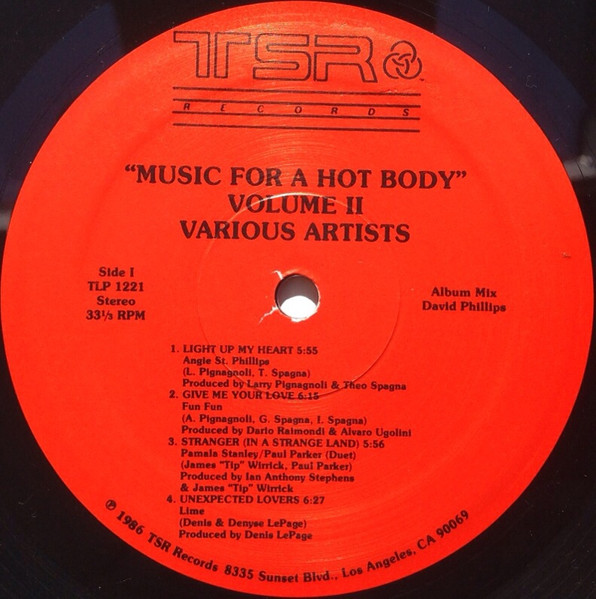 TSR
TM
RECORDS
"MUSIC FOR A HOT BODY"
VOLUME II
VARIOUS ARTISTS
Side I
TLP 1221
Stereo
33⅓ RPM
Album Mix
David Phillips
1. LIGHT UP MY HEART 5:55
Angie St. Phillips
(L. Pignagnoli, T. Spagna)
Produced by Larry Pignagnoli & Theo Spagna
2. GIVE ME YOUR LOVE 6:15
Fun Fun
(A. Pignagnoli, G. Spagna, I. Spagna)
Produced by Dario Raimondi & Alvaro Ugolini
3. STRANGER (IN A STRANGE LAND) 5:56
Pamala Stanley/Paul Parker (Duet)
(James "Tip" Wirrick, Paul Parker)
Produced by Ian Anthony Stephens
& James "Tip" Wirrick
4. UNEXPECTED LOVERS 6:27
Lime
(Denis & Denyse LePage)
Produced by Denis LePage
℗ 1986 TSR Records 8335 Sunset Blvd., Los Angeles, CA 90069